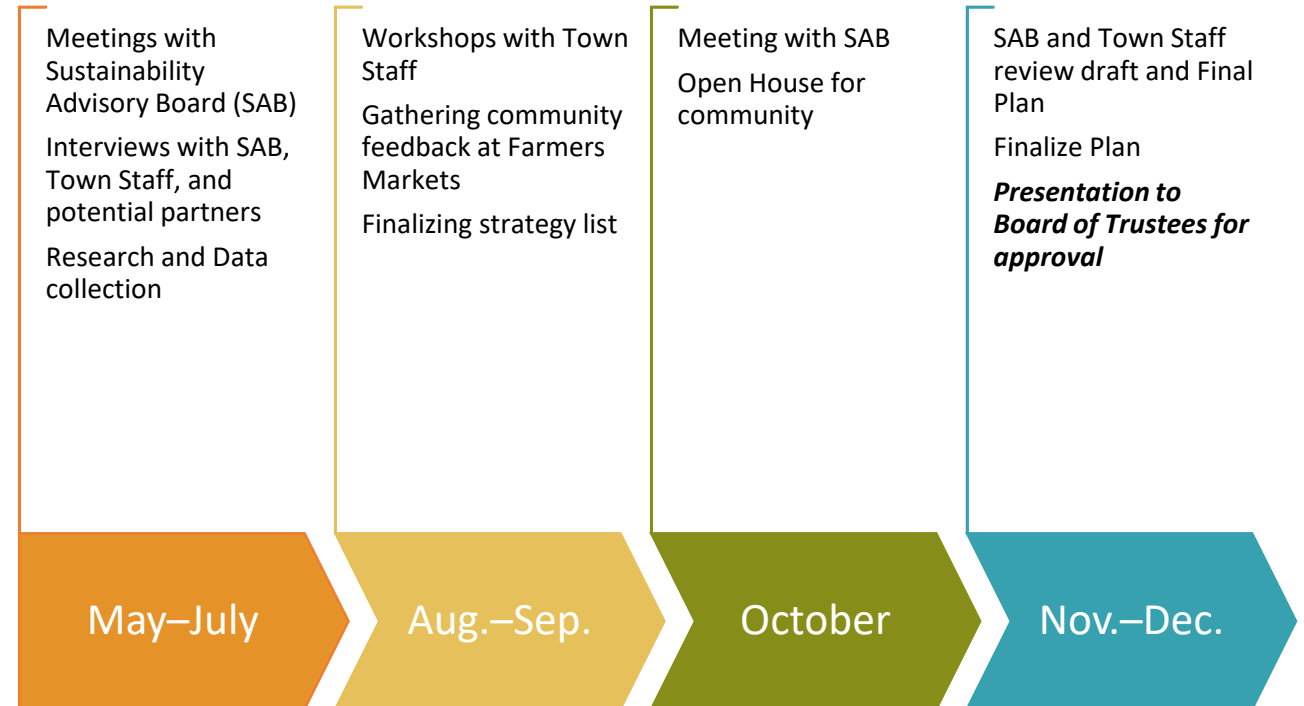 Meetings with
Sustainability
Advisory Board (SAB)
Interviews with SAB,
Town Staff, and
potential partners
Research and Data
collection
May–July
Workshops with Town
Staff
Gathering community
feedback at Farmers
Markets
Finalizing strategy list
Aug.–Sep.
Meeting with SAB
Open House for
community
October
SAB and Town Staff
review draft and Final
Plan
Finalize Plan
Presentation to
Board of Trustees for
approval
Nov.–Dec.